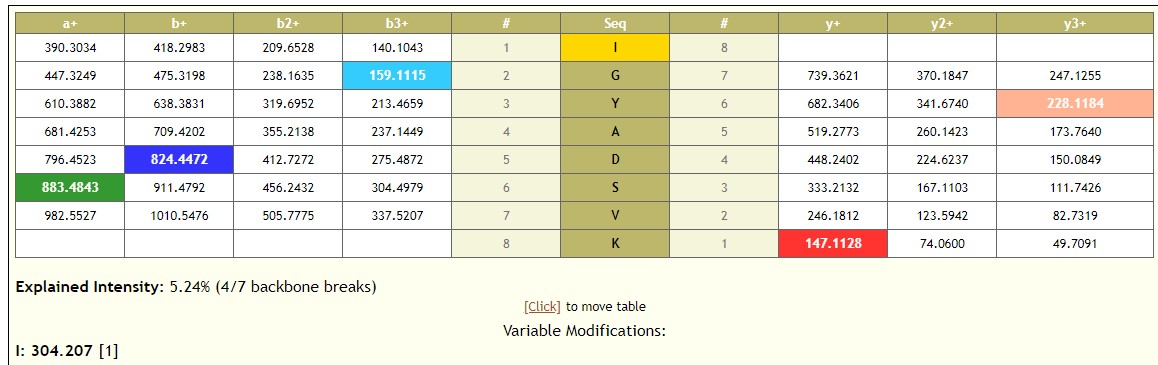 a+ b+ b2+ b3+ # Seq # y+ y2+ y3+
390.3034 418.2983 209.6528 140.1043 1 I 8
447.3249 475.3198 238.1635 159.1115 2 G 7 739.3621 370.1847 247.1255
610.3882 638.3831 319.6952 213.4659 3 Y 6 682.3406 341.6740 228.1184
681.4253 709.4202 355.2138 237.1449 4 A 5 519.2773 260.1423 173.7640
796.4523 824.4472 412.7272 275.4872 5 D 4 448.2402 224.6237 150.0849
883.4843 911.4792 456.2432 304.4979 6 S 3 333.2132 167.1103 111.7426
982.5527 1010.5476 505.7775 337.5207 7 V 2 246.1812 123.5942 82.7319
8 K 1 147.1128 74.0600 49.7091
Explained Intensity: 5.24% (4/7 backbone breaks)
[Click] to move table
Variable Modifications:
I: 304.207 [1]